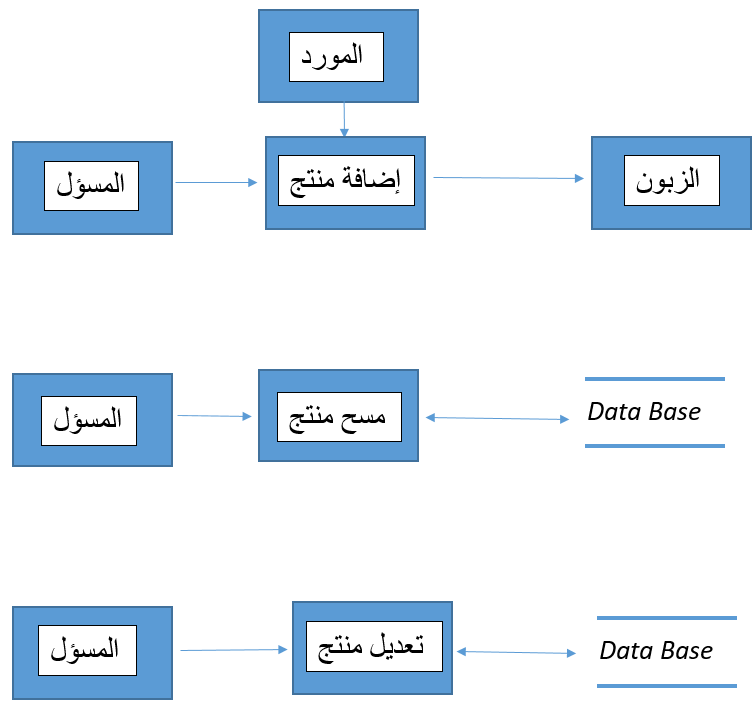 المورد
المسؤل
إضافة منتج
الزبون
المسؤل
مسح منتج
Data Base
المسؤل
تعديل منتج
Data Base